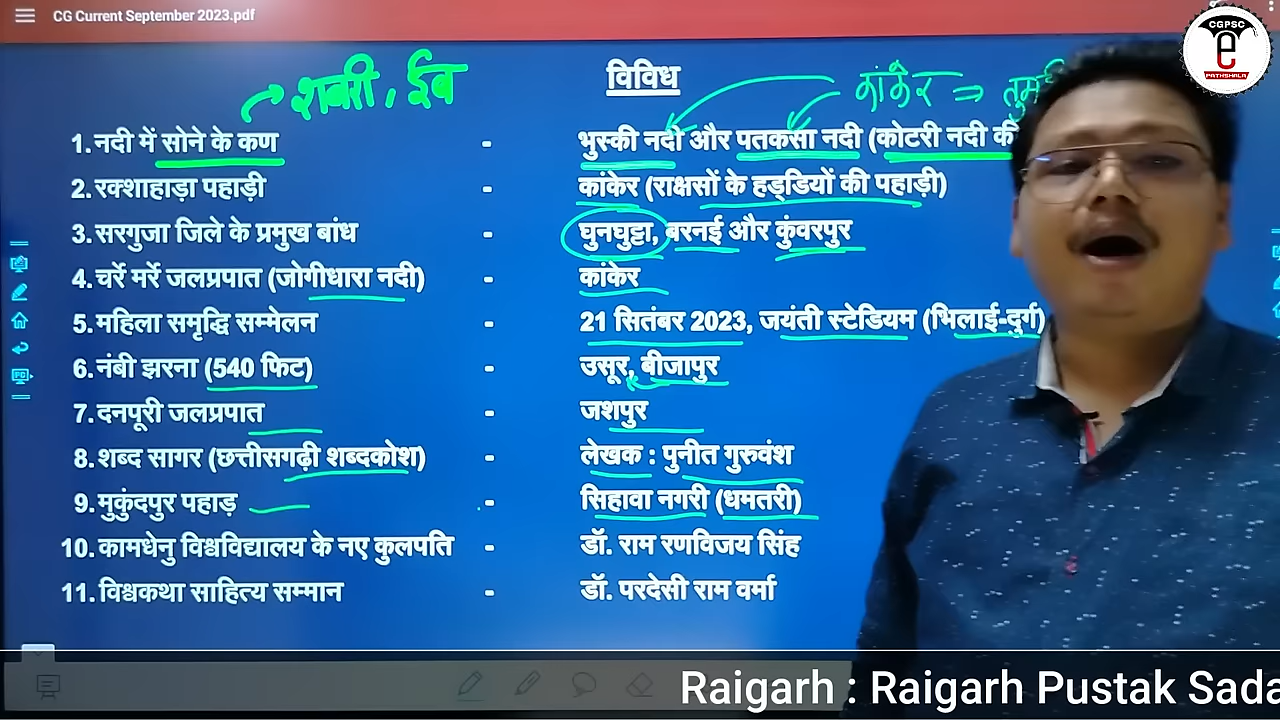 CG Current September 2023.pdf
CGPSC
e
PATHSHALA
शबरी, ईब
विविध
कांकेर ⇒
1. नदी में सोने के कण - भुस्की नदी और पतकसा नदी (कोटरी नदी की
2. रक्शाहाड़ा पहाड़ी - कांकेर (राक्षसों के हड्डियों की पहाड़ी)
3. सरगुजा जिले के प्रमुख बांध - घुनघुट्टा, बरनई और कुंवरपुर
4. चर्रे मर्रे जलप्रपात (जोगीधारा नदी) - कांकेर
5. महिला समृद्धि सम्मेलन - 21 सितंबर 2023, जयंती स्टेडियम (भिलाई-दुर्ग)
6. नंबी झरना (540 फिट) - उसूर, बीजापुर
7. दनपूरी जलप्रपात - जशपुर
8. शब्द सागर (छत्तीसगढ़ी शब्दकोश) - लेखक : पुनीत गुरुवंश
9. मुकुंदपुर पहाड़ - सिहावा नगरी (धमतरी)
10. कामधेनु विश्वविद्यालय के नए कुलपति - डॉ. राम रणविजय सिंह
11. विश्वकथा साहित्य सम्मान - डॉ. परदेसी राम वर्मा
Raigarh : Raigarh Pustak Sada